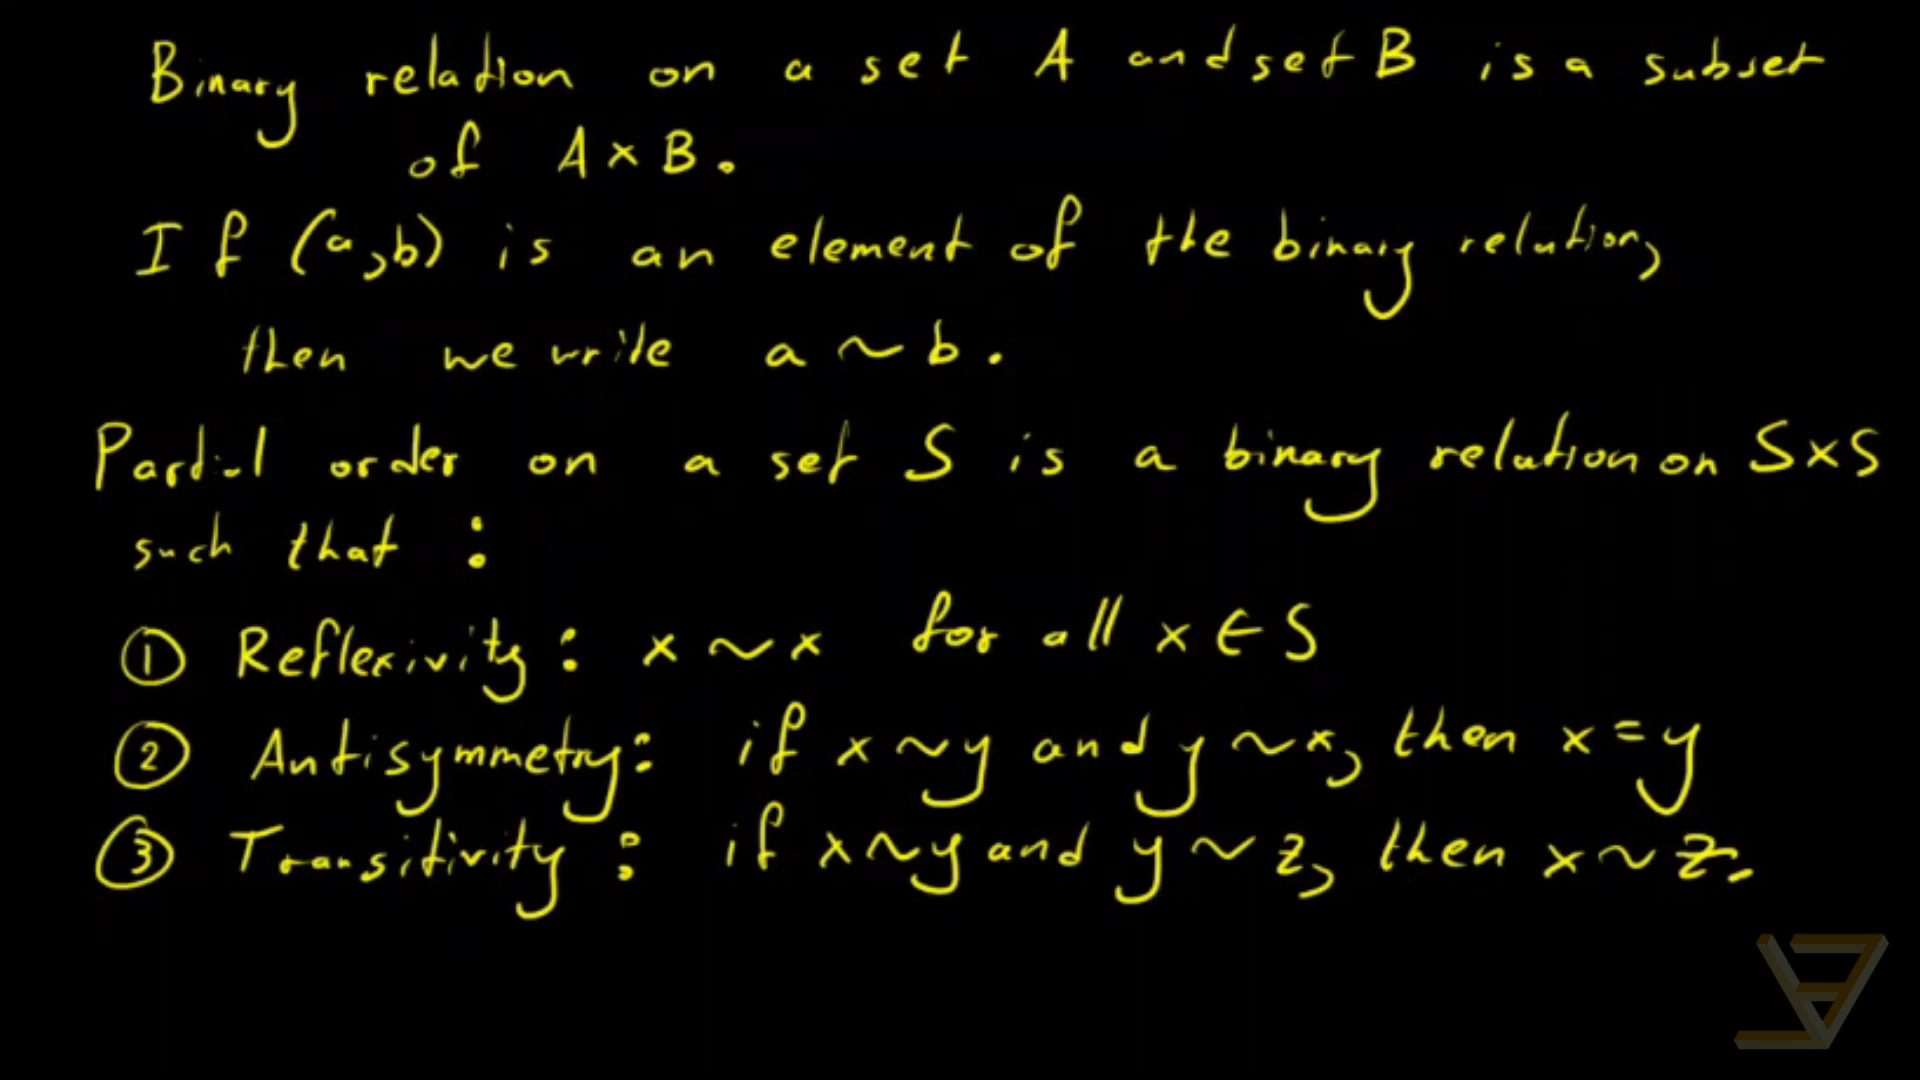 Binary relation on a set A and set B is a subset
of A × B.
If (a,b) is an element of the binary relation,
then we write a ~ b.
Partial order on a set S is a binary relation on S×S
such that :
① Reflexivity: x ~ x for all x ∈ S
② Antisymmetry: if x ~ y and y ~ x, then x = y
③ Transitivity: if x ~ y and y ~ z, then x ~ z.